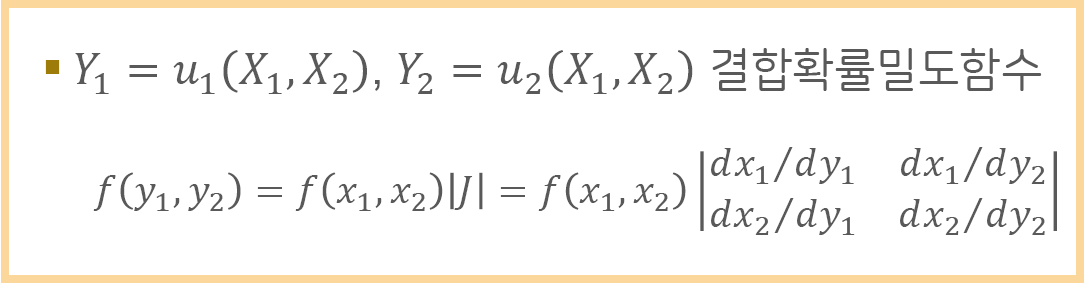 ▪ Y₁ = u₁(X₁, X₂), Y₂ = u₂(X₁, X₂) 결합확률밀도함수
f(y₁, y₂) = f(x₁, x₂)|J| = f(x₁, x₂) |dx₁/dy₁ dx₁/dy₂|
|dx₂/dy₁ dx₂/dy₂|